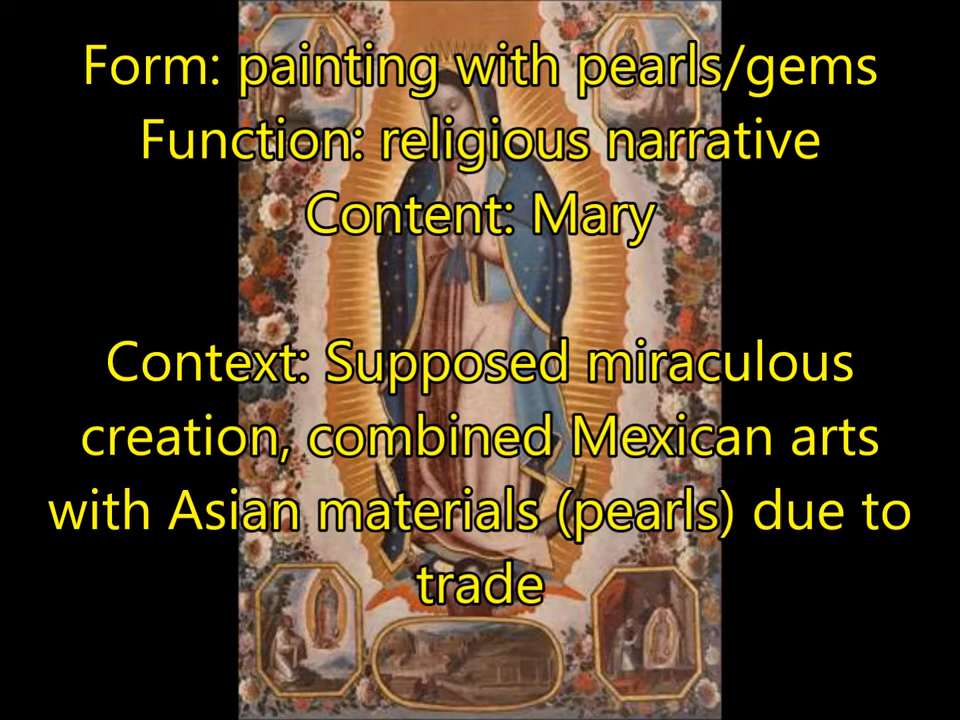 Form: painting with pearls/gems
Function: religious narrative
Content: Mary
Context: Supposed miraculous
creation, combined Mexican arts
with Asian materials (pearls) due to
trade